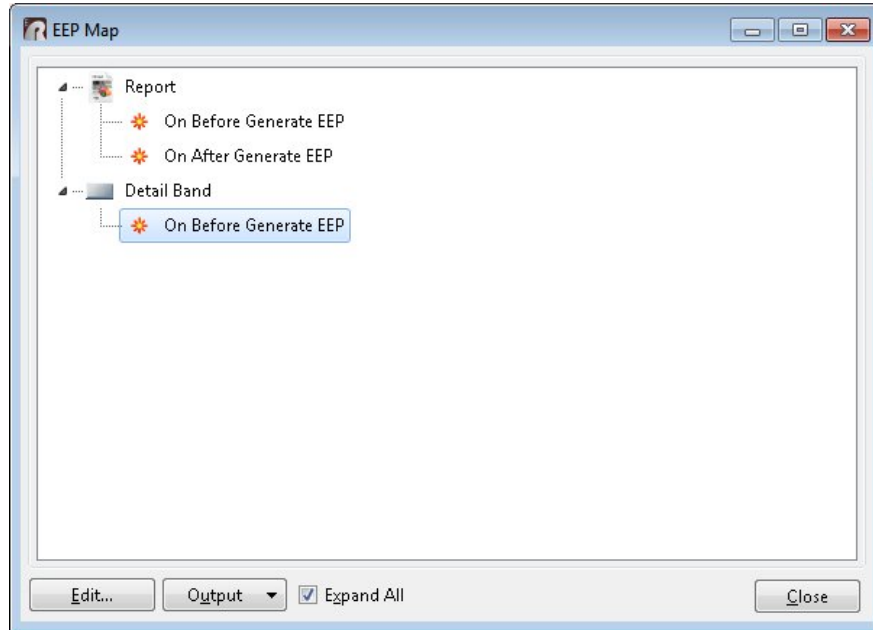 EEP Map
Report
On Before Generate EEP
On After Generate EEP
Detail Band
On Before Generate EEP
Edit... Output Expand All Close